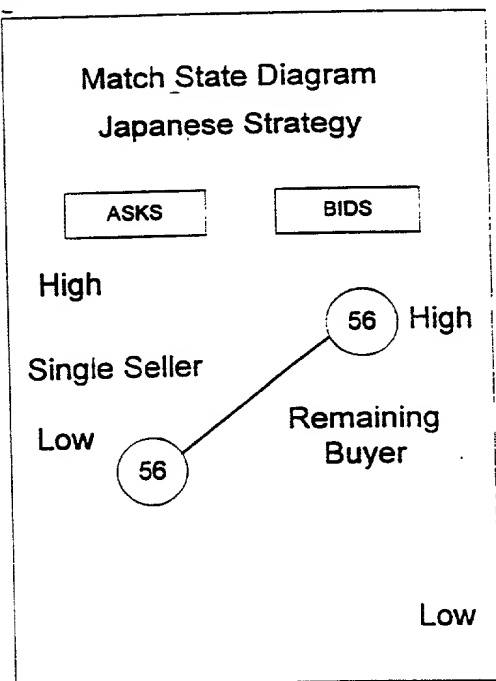 Match State Diagram
Japanese Strategy
ASKS
BIDS
High
56
High
Single Seller
Remaining
Buyer
Low
56
Low